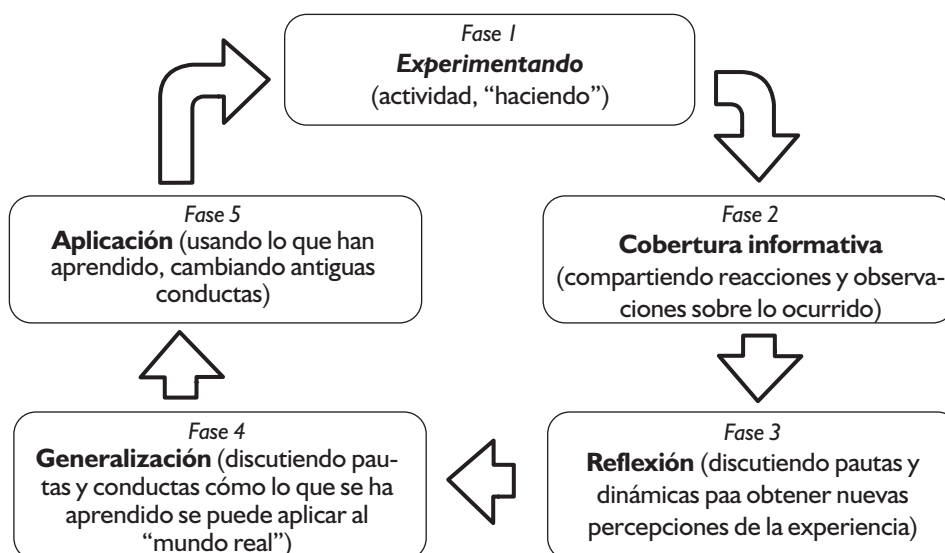 Fase 1
Experimentando
(actividad, “haciendo”)
Fase 5
Aplicación (usando lo que han
aprendido, cambiando antiguas
conductas)
Fase 2
Cobertura informativa
(compartiendo reacciones y observa-
ciones sobre lo ocurrido)
Fase 4
Generalización (discutiendo pau-
tas y conductas cómo lo que se ha
aprendido se puede aplicar al
“mundo real”)
Fase 3
Reflexión (discutiendo pautas y
dinámicas paa obtener nuevas
percepciones de la experiencia)